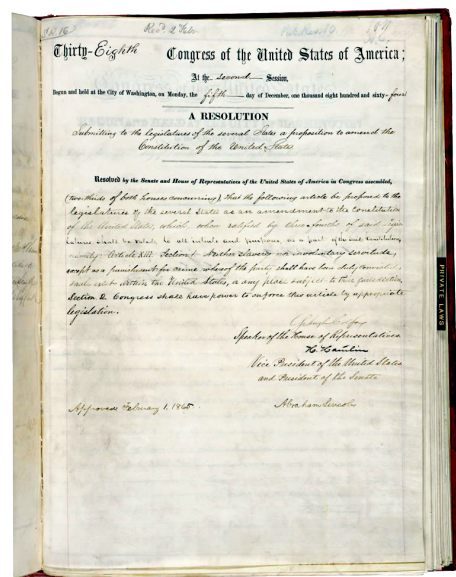 Thirty-Eighth Congress of the United States of America;
At the second Session,
Begun and held at the City of Washington, on Monday, the fifth day of December, one thousand eight hundred and sixty-four
A RESOLUTION
Submitting to the legislatures of the several States a proposition to amend the
Constitution of the United States
Resolved by the Senate and House of Representatives of the United States of America in Congress assembled,
(two-thirds of both houses concurring), that the following article be proposed to the
legislatures of the several States as an amendment to the Constitution
of the United States, which, when ratified by three-fourths of said legis-
latures shall be valid, to all intents and purposes, as a part of the said Constitution,
namely: Article XIII. Section 1. Neither slavery nor involuntary servitude,
except as a punishment for crime whereof the party shall have been duly convicted,
shall exist within the United States, or any place subject to their jurisdiction.
Section 2. Congress shall have power to enforce this article by appropriate
legislation.
Speaker of the House of Representatives
H. Hamlin
Vice President of the United States
and President of the Senate
Approved February 1. 1865.
Abraham Lincoln
PRIVATE LAWS